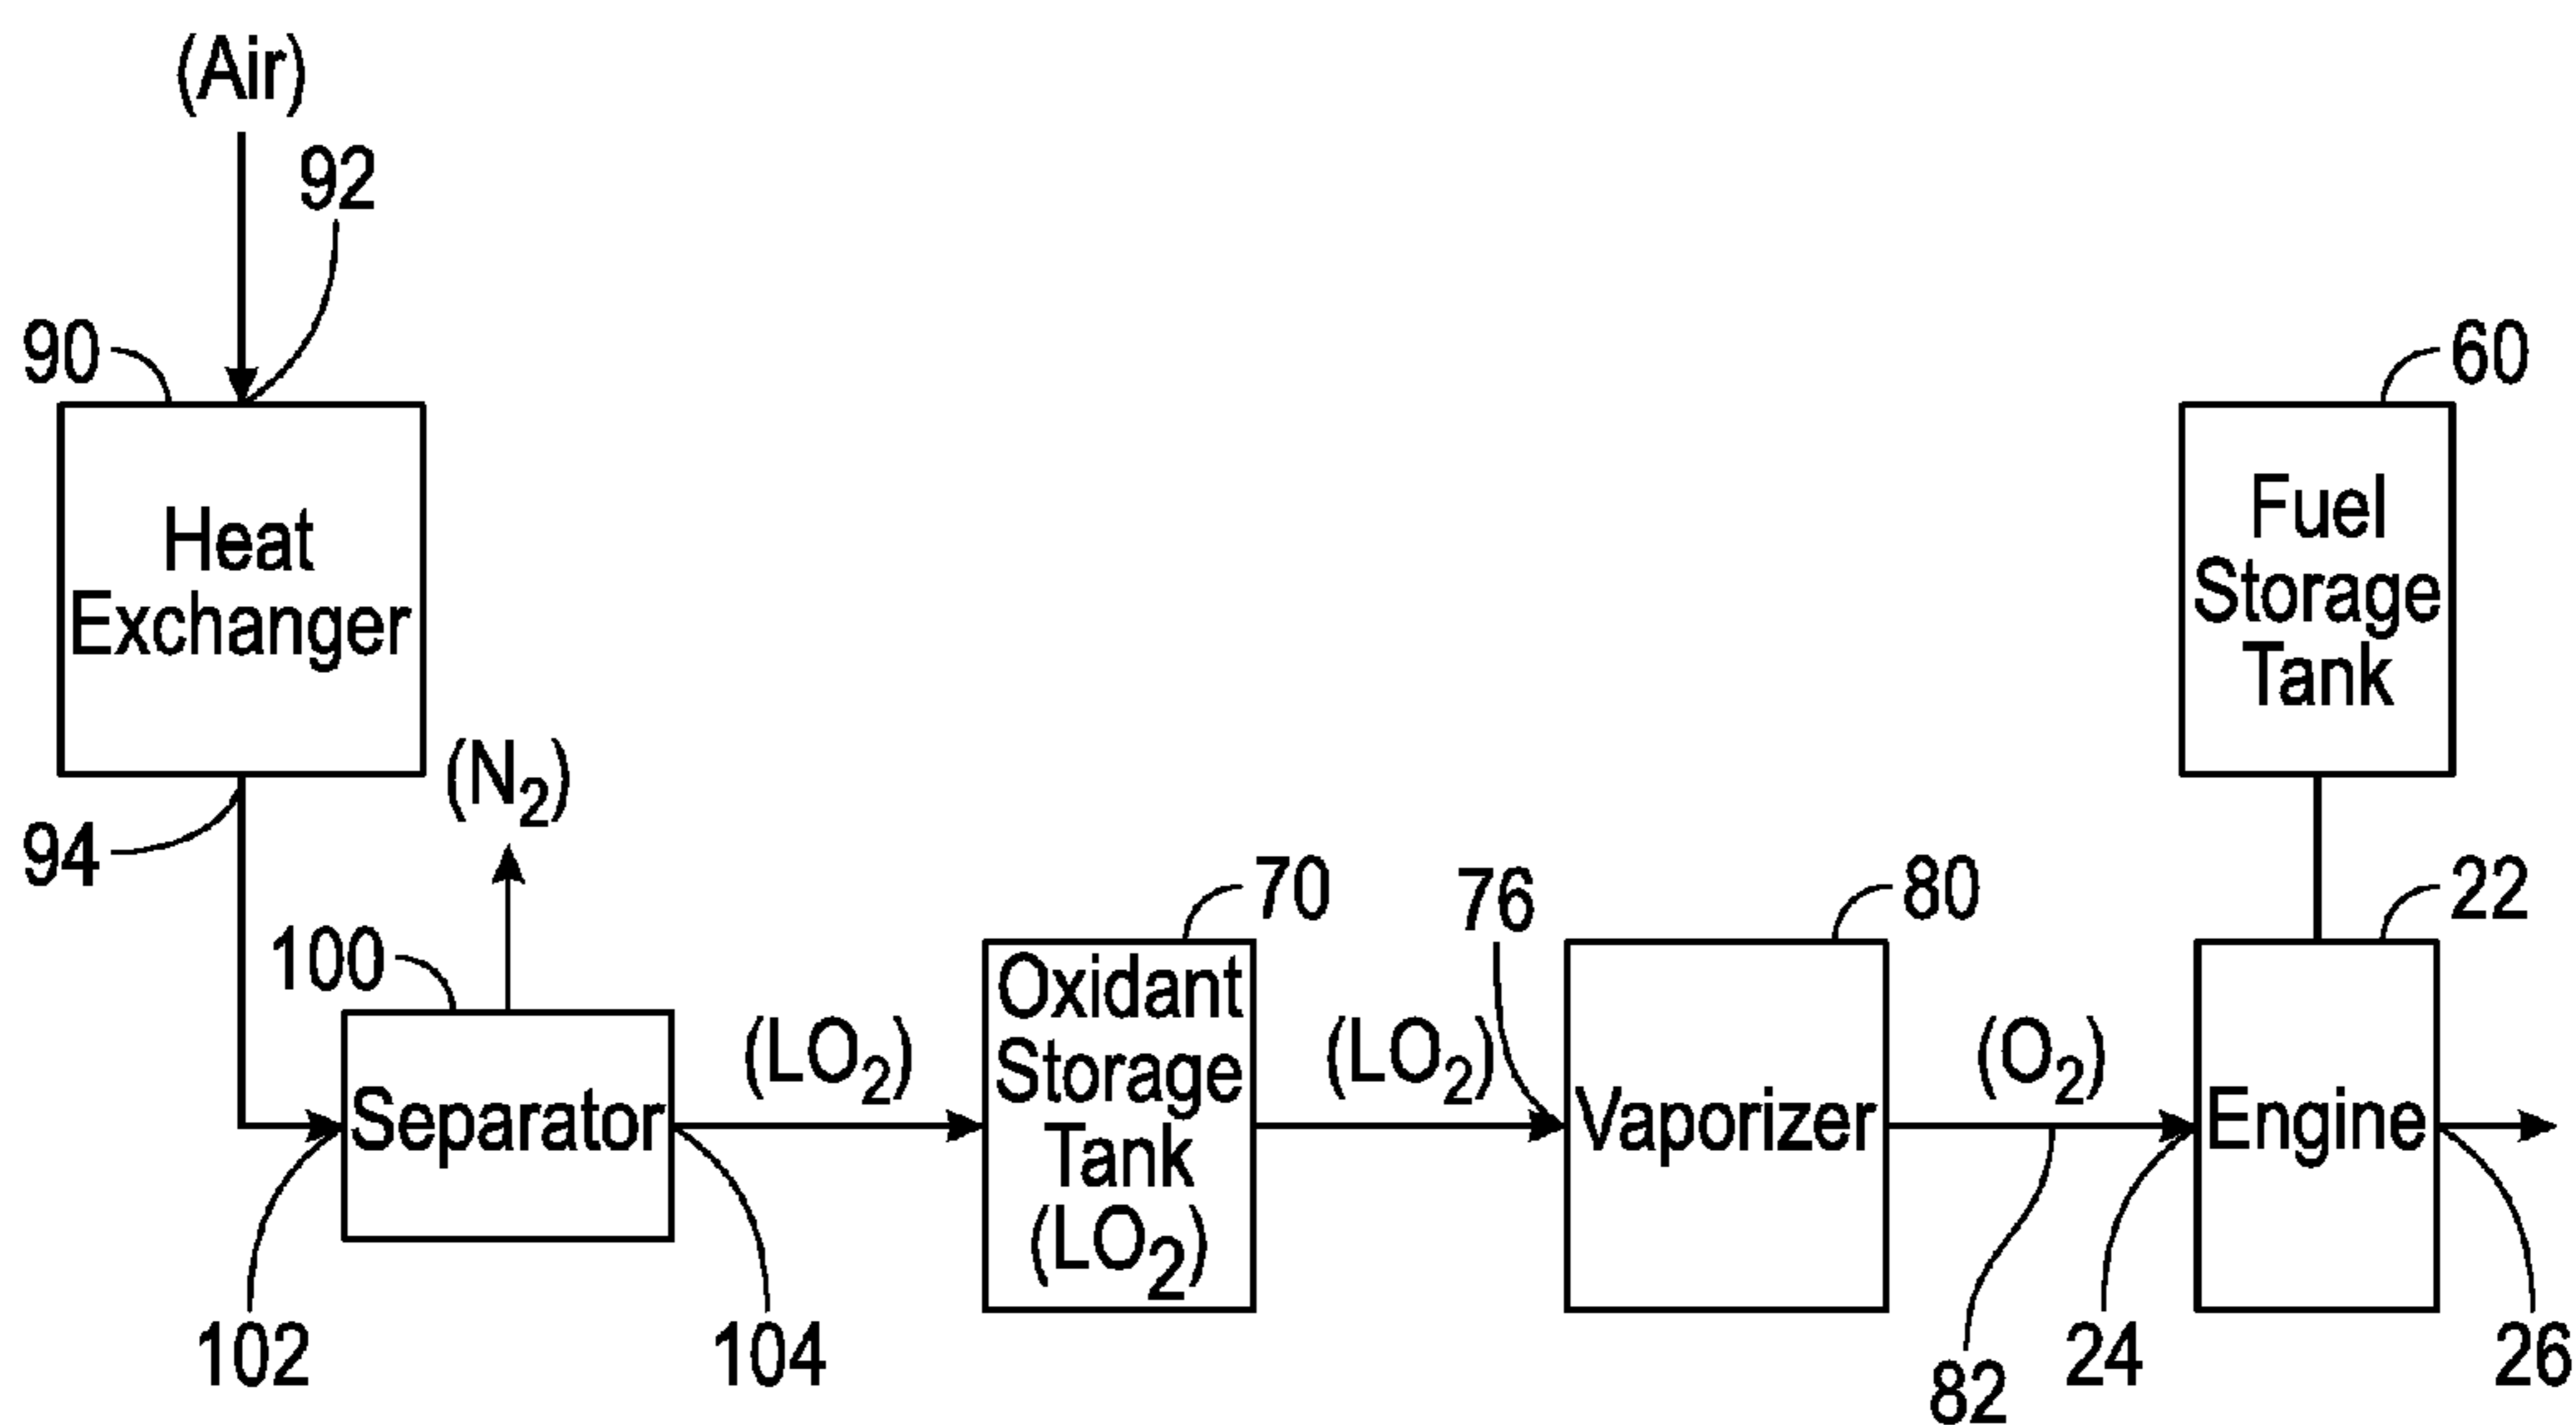 (Air)
92
90
60
Heat
Exchanger
Fuel
Storage
Tank
94
(N₂)
100
70
76
80
22
Separator
(LO₂)
Oxidant
Storage
Tank
(LO₂)
(LO₂)
Vaporizer
(O₂)
Engine
102
104
82
24
26